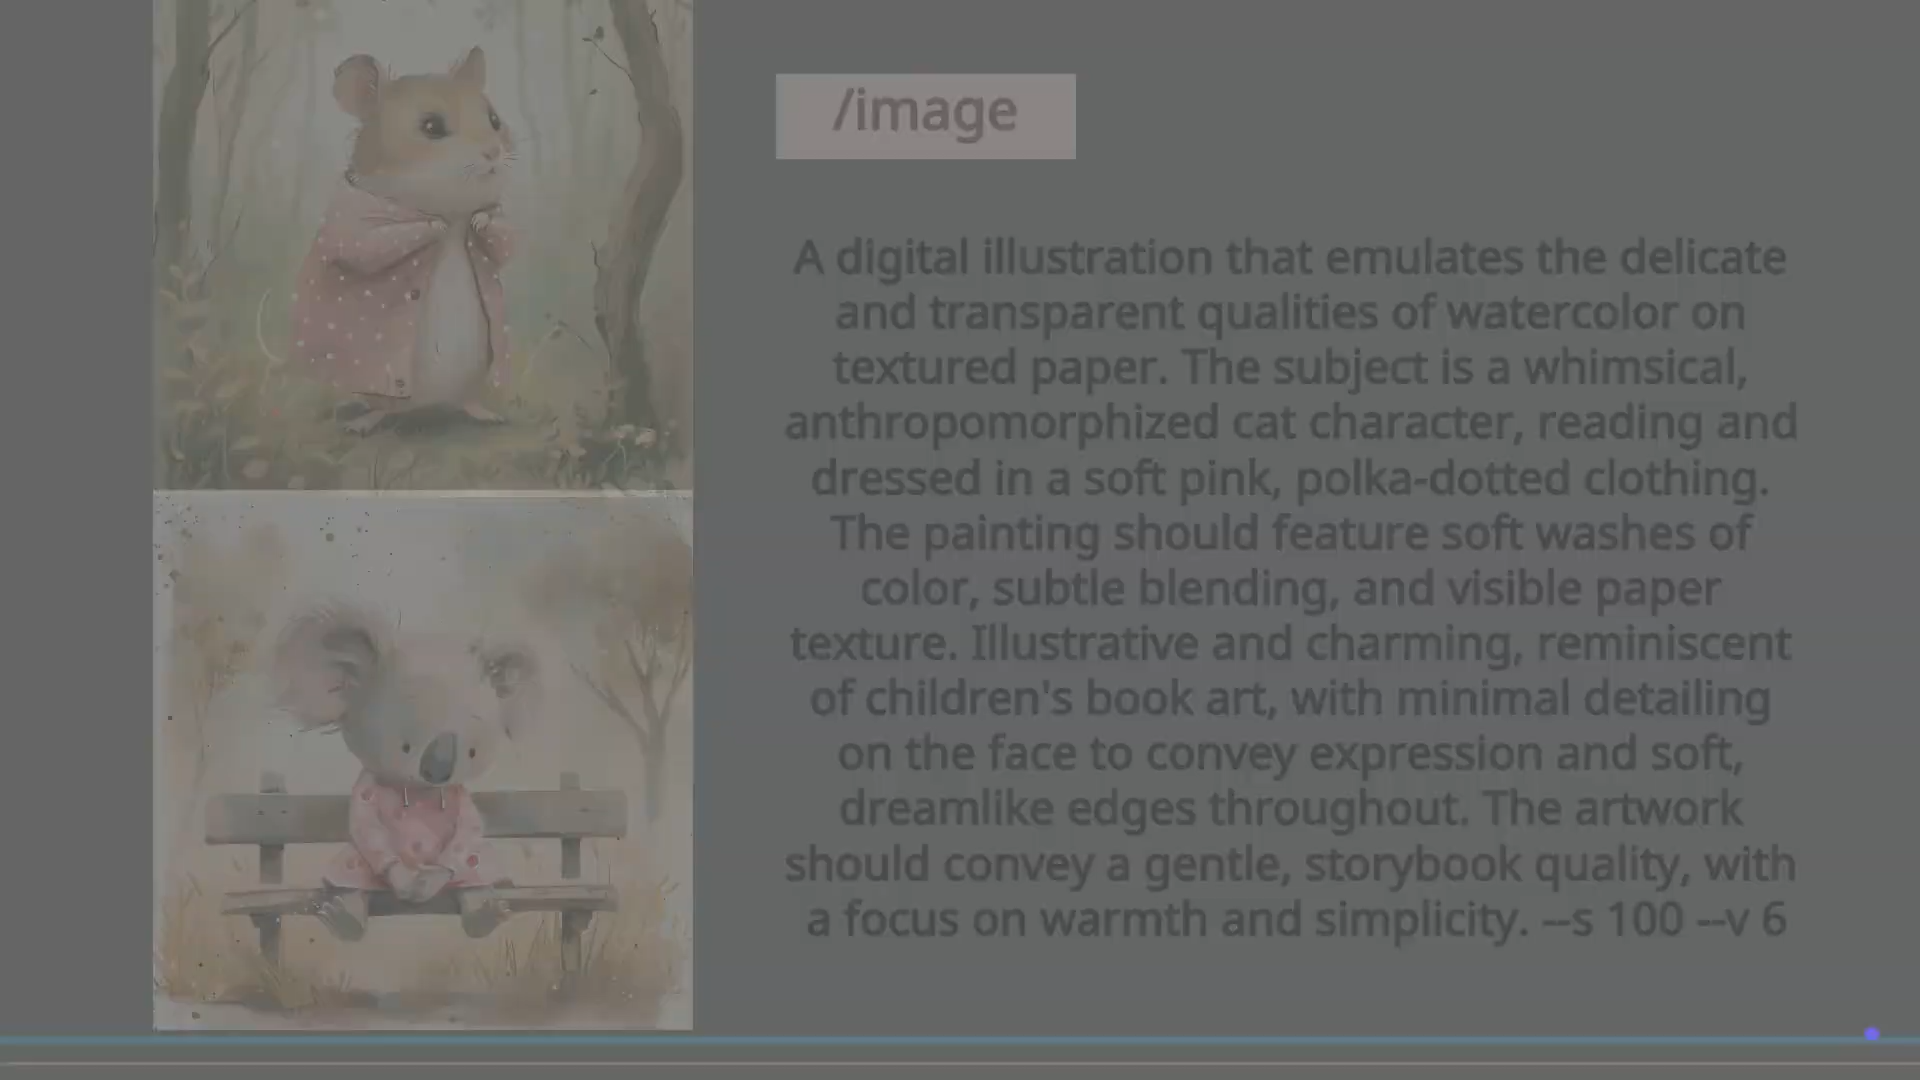 /image
A digital illustration that emulates the delicate
and transparent qualities of watercolor on
textured paper. The subject is a whimsical,
anthropomorphized cat character, reading and
dressed in a soft pink, polka-dotted clothing.
The painting should feature soft washes of
color, subtle blending, and visible paper
texture. Illustrative and charming, reminiscent
of children's book art, with minimal detailing
on the face to convey expression and soft,
dreamlike edges throughout. The artwork
should convey a gentle, storybook quality, with
a focus on warmth and simplicity. --s 100 --v 6